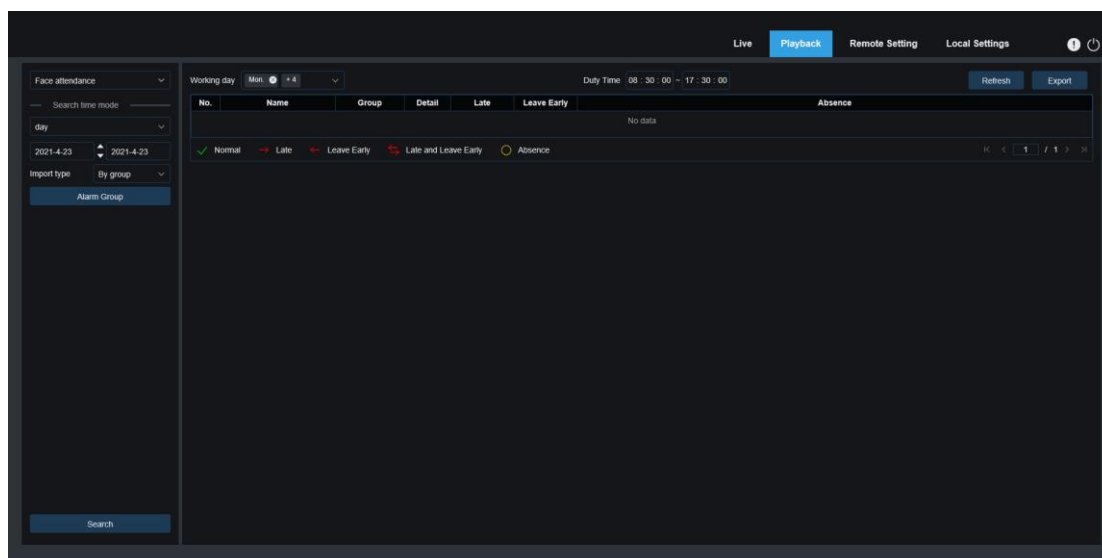 Live Playback Remote Setting Local Settings
Face attendance
Working day Mon. +4 Duty Time 08 : 30 : 00 ~ 17 : 30 : 00 Refresh Export
Search time mode
No. Name Group Detail Late Leave Early Absence
day
No data
2021-4-23 2021-4-23
Normal Late Leave Early Late and Leave Early Absence 1 / 1
Import type By group
Alarm Group
Search